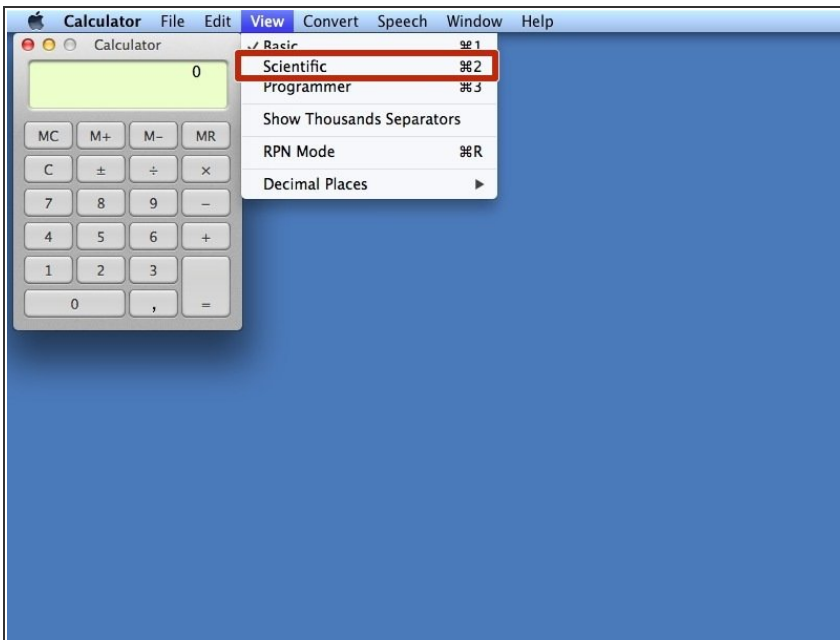 Calculator File Edit View Convert Speech Window Help
Calculator
0
MC M+ M− MR
C ± ÷ ×
7 8 9 −
4 5 6 +
1 2 3
0 , =
✓ Basic ⌘1
Scientific ⌘2
Programmer ⌘3
Show Thousands Separators
RPN Mode ⌘R
Decimal Places ▶